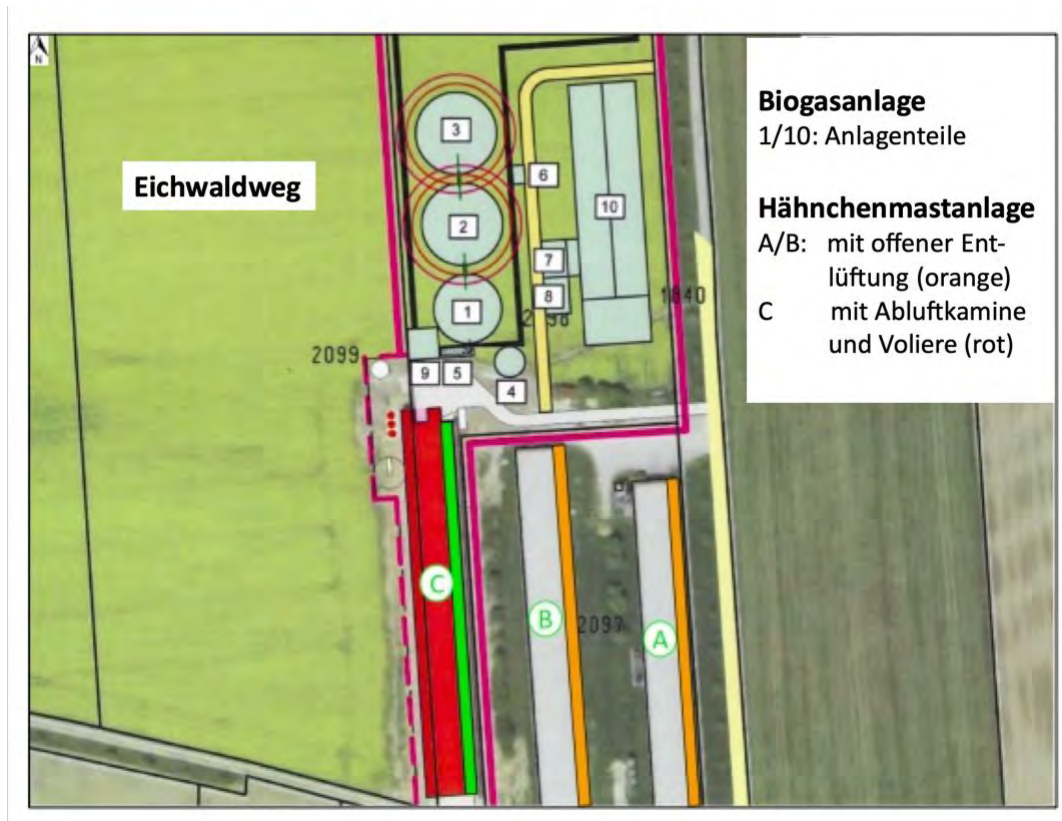 N
Eichwaldweg
Biogasanlage
1/10: Anlagenteile
Hähnchenmastanlage
A/B: mit offener Ent-
lüftung (orange)
C mit Abluftkamine
und Voliere (rot)
3
6
2
10
7
8
1
1840
2099
9
5
4
C
B
2097
A